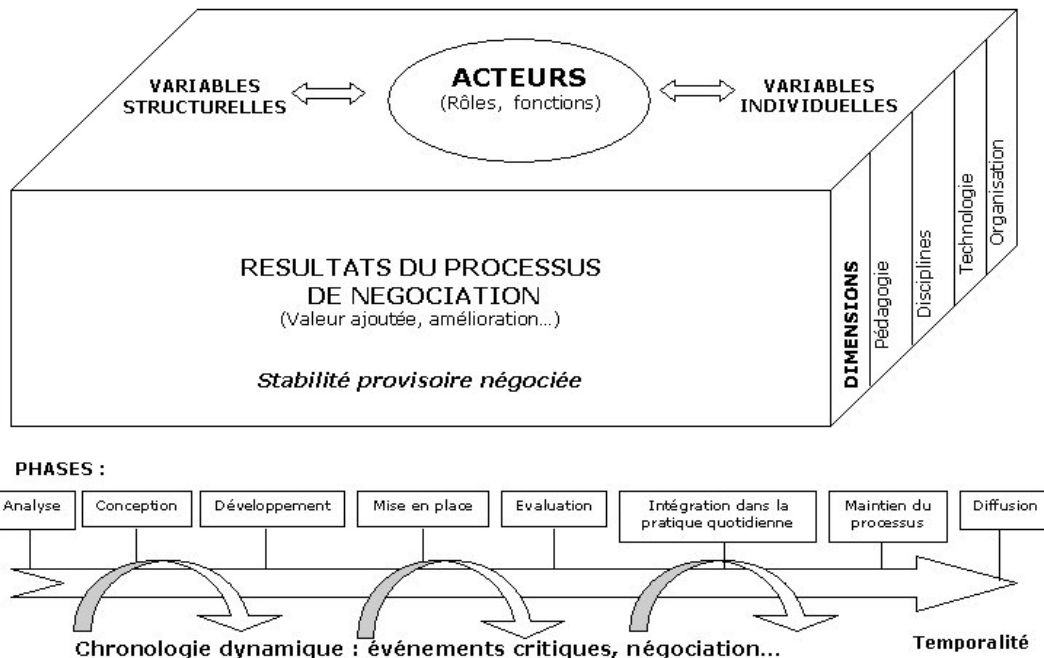 VARIABLES
STRUCTURELLES
ACTEURS
(Rôles, fonctions)
VARIABLES
INDIVIDUELLES
RESULTATS DU PROCESSUS
DE NEGOCIATION
(Valeur ajoutée, amélioration...)
Stabilité provisoire négociée
DIMENSIONS
Pédagogie
Disciplines
Technologie
Organisation
PHASES :
Analyse
Conception
Développement
Mise en place
Evaluation
Intégration dans la
pratique quotidienne
Maintien du
processus
Diffusion
Chronologie dynamique : événements critiques, négociation...
Temporalité